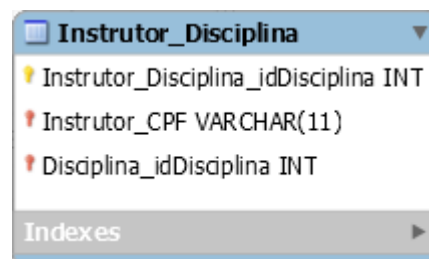 Instrutor_Disciplina
Instrutor_Disciplina_idDisciplina INT
Instrutor_CPF VARCHAR(11)
Disciplina_idDisciplina INT
Indexes